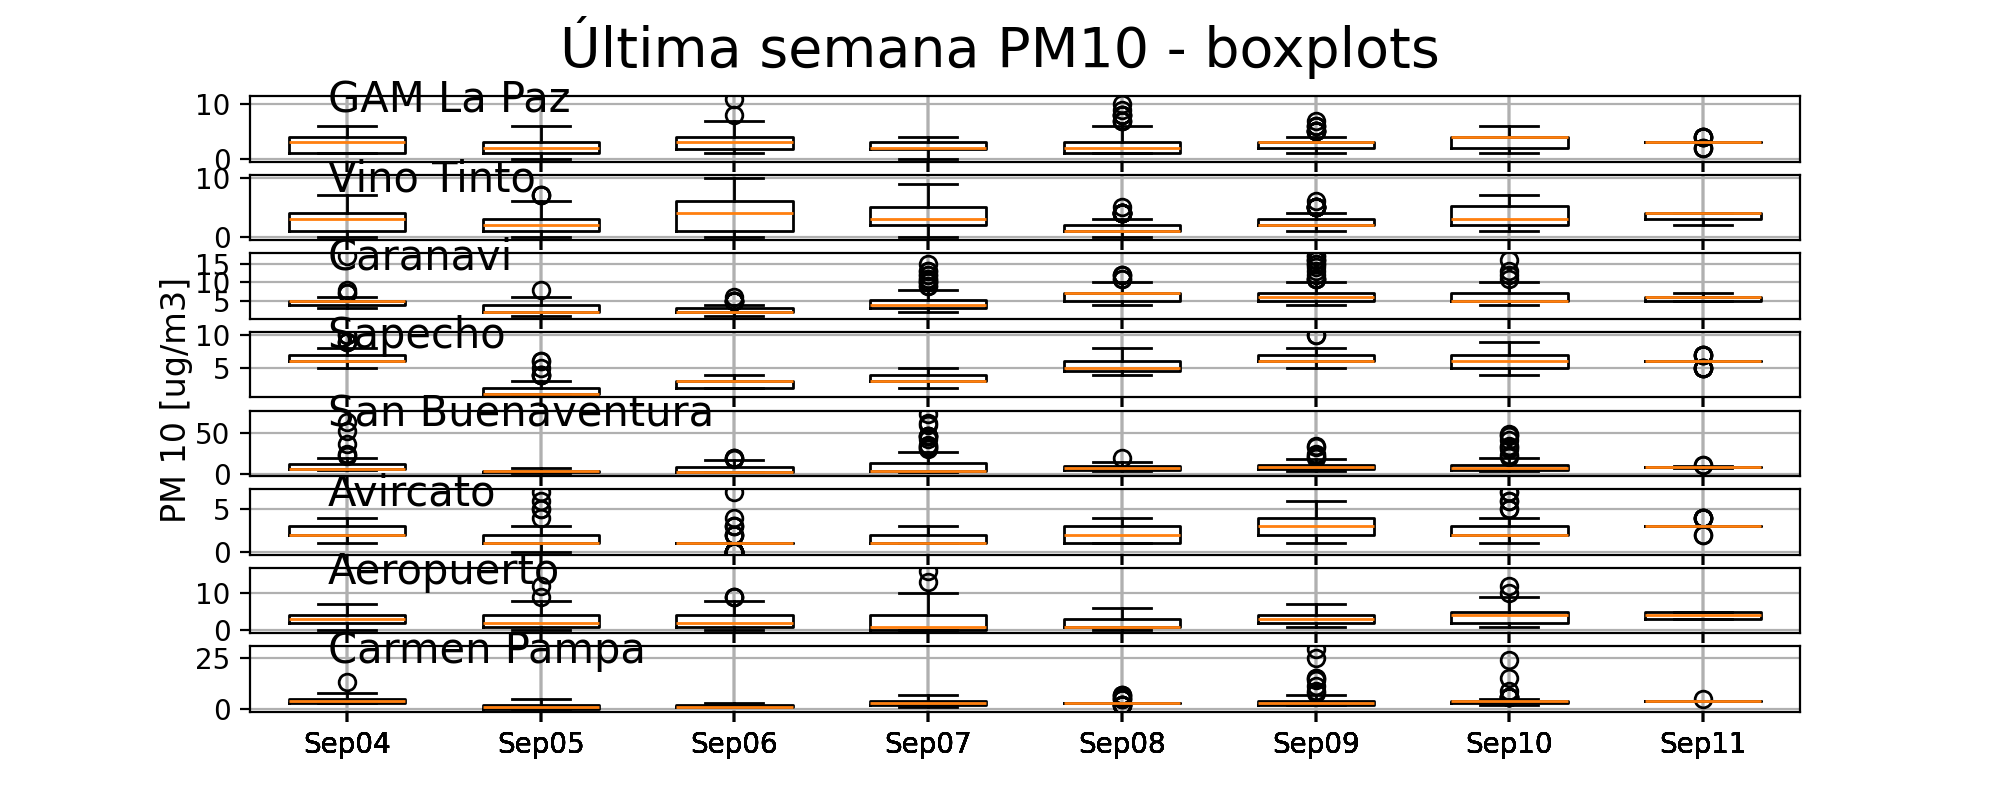 Última semana PM10 - boxplots
GAM La Paz
10
0
Vino Tinto
10
0
Caranavi
15
10
5
Sapecho
10
5
San Buenaventura
50
0
Avircato
5
0
Aeropuerto
10
0
Carmen Pampa
25
0
PM 10 [ug/m3]
Sep04 Sep05 Sep06 Sep07 Sep08 Sep09 Sep10 Sep11